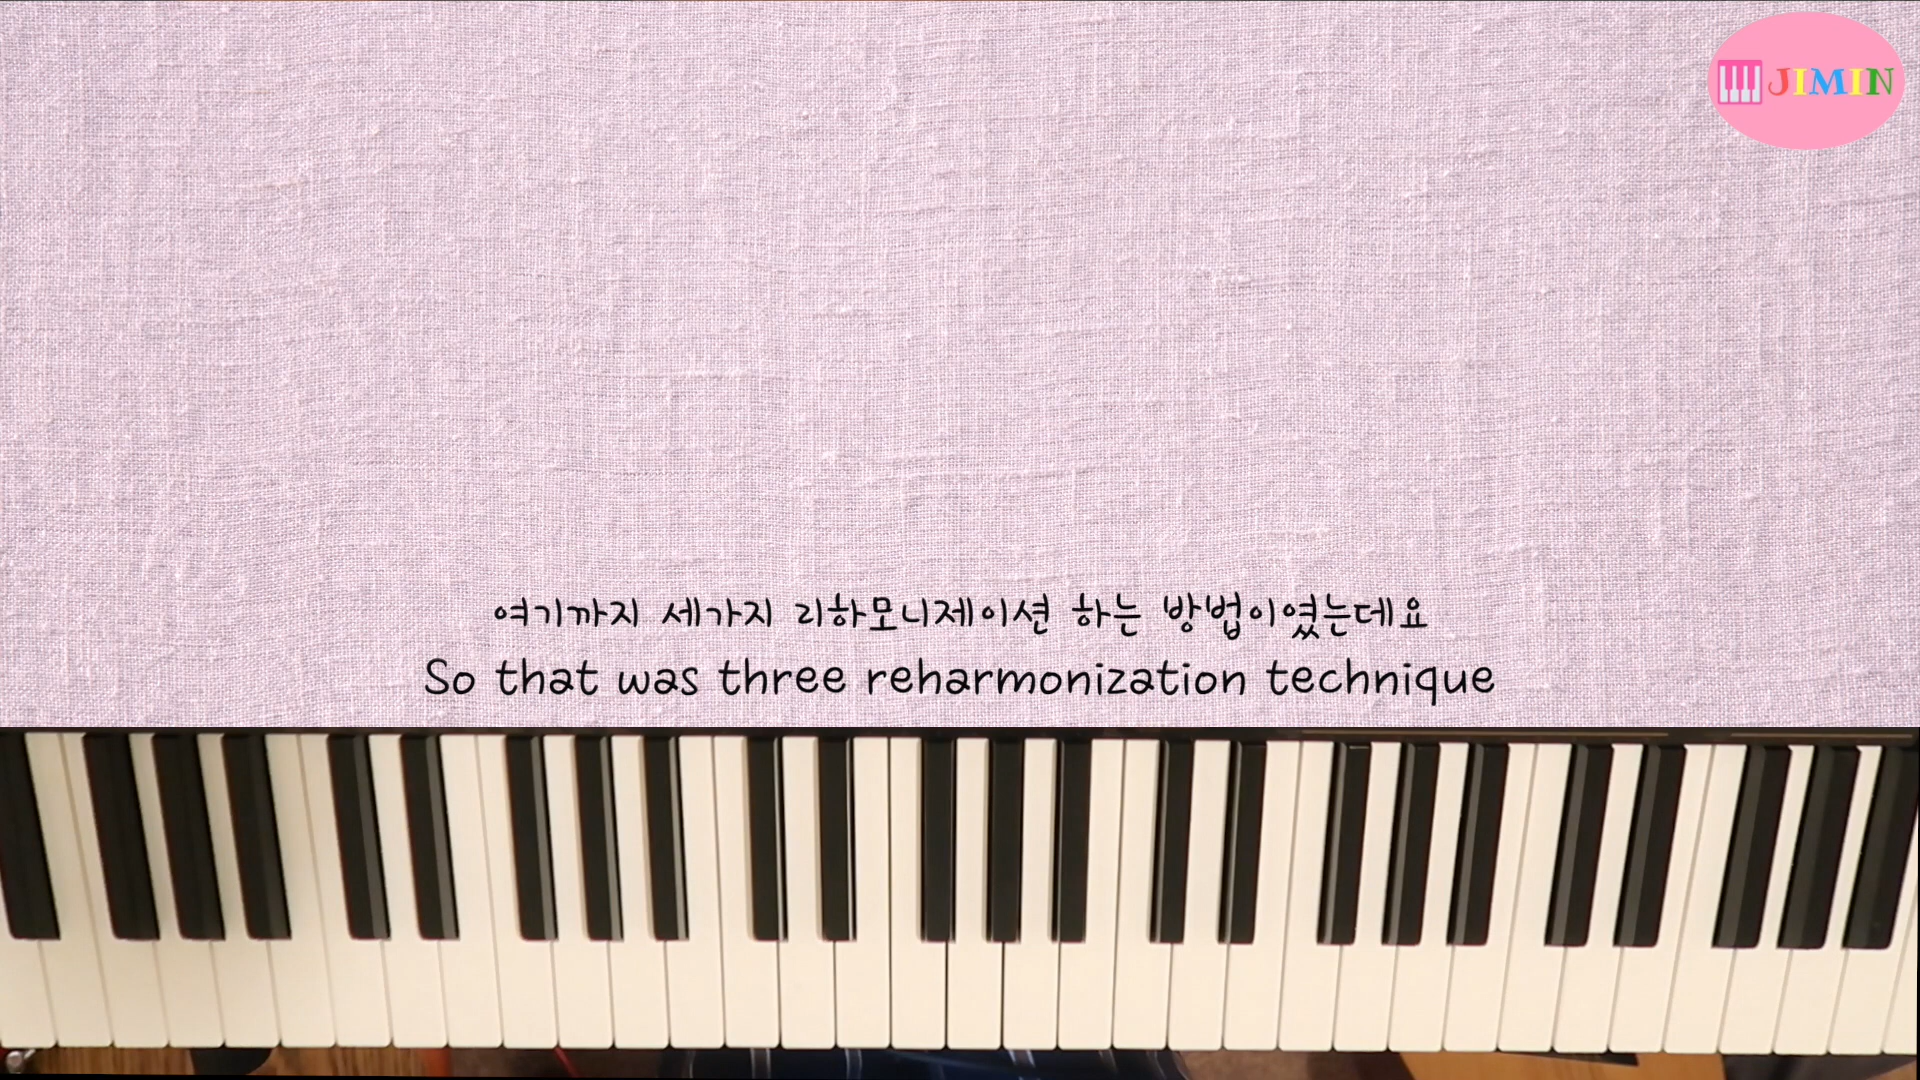 JIMIN
여기까지 세가지 리하모니제이션 하는 방법이였는데요
So that was three reharmonization technique